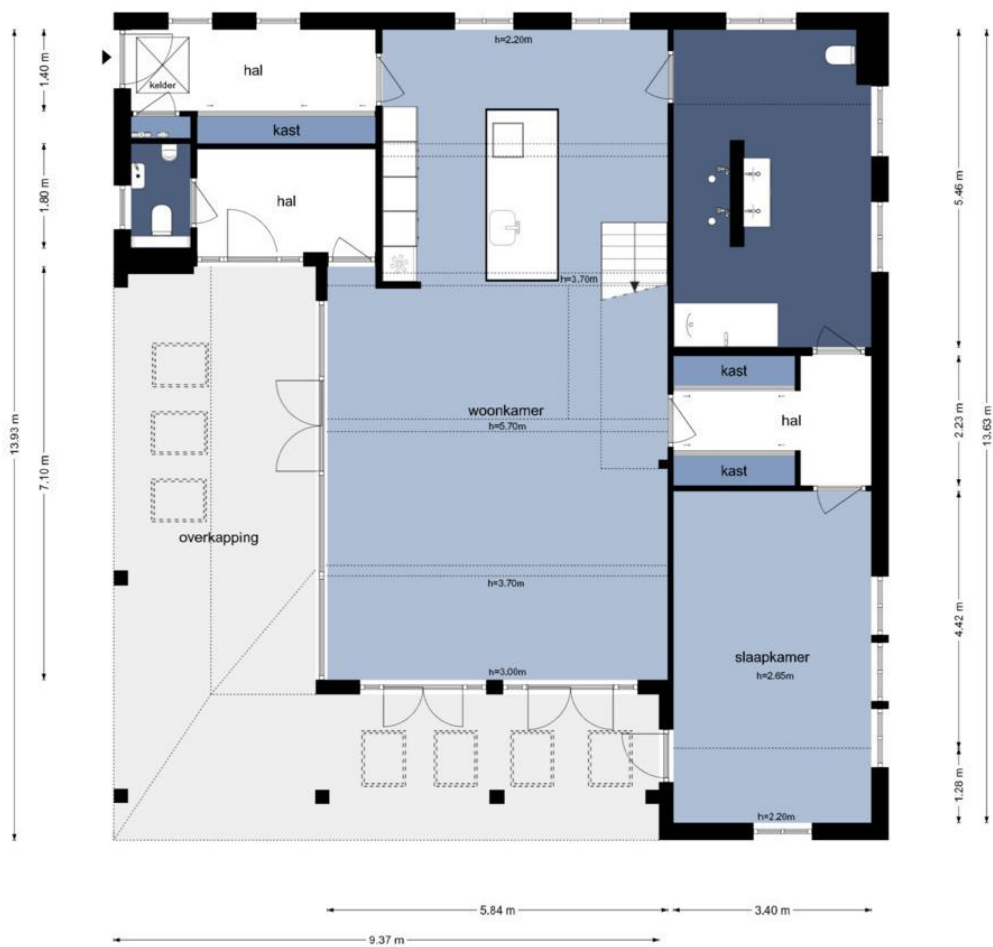 h=2.20m
hal
kelder
kast
hal
h=3.70m
kast
woonkamer
h=5.70m
hal
kast
overkapping
h=3.70m
slaapkamer
h=2.65m
h=3.00m
h=2.20m
13.93 m
1.40 m
1.80 m
7.10 m
5.46 m
2.23 m
4.42 m
1.28 m
13.63 m
5.84 m
3.40 m
9.37 m